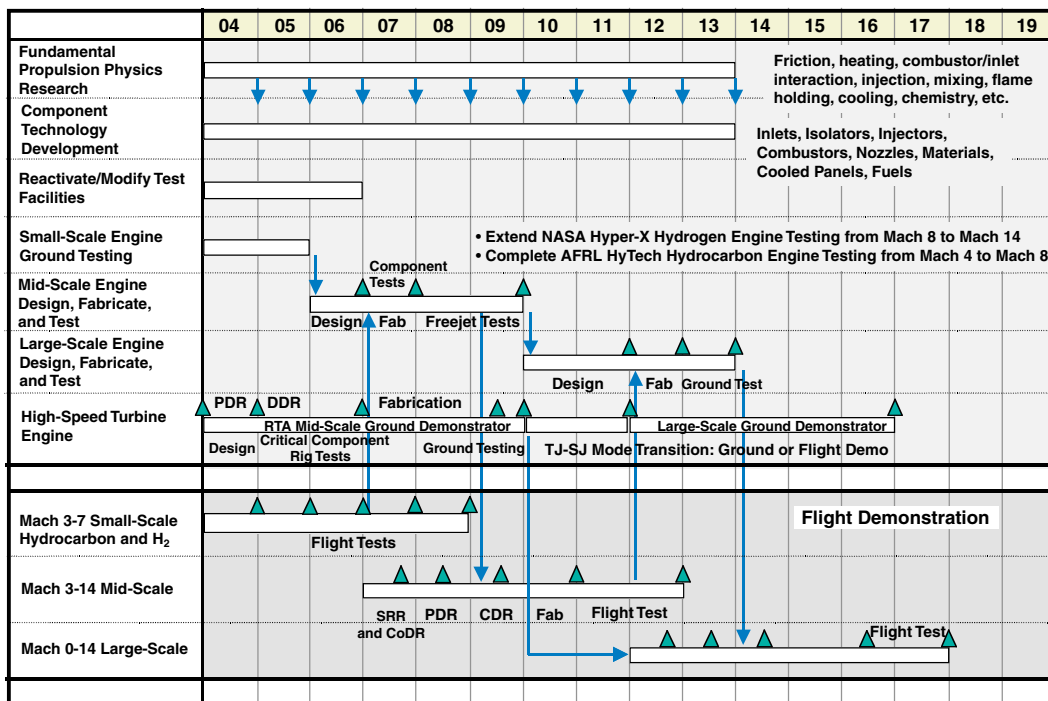 04 05 06 07 08 09 10 11 12 13 14 15 16 17 18 19
Fundamental
Propulsion Physics
Research
Friction, heating, combustor/inlet
interaction, injection, mixing, flame
holding, cooling, chemistry, etc.
Component
Technology
Development
Inlets, Isolators, Injectors,
Combustors, Nozzles, Materials,
Cooled Panels, Fuels
Reactivate/Modify Test
Facilities
Small-Scale Engine
Ground Testing
• Extend NASA Hyper-X Hydrogen Engine Testing from Mach 8 to Mach 14
• Complete AFRL HyTech Hydrocarbon Engine Testing from Mach 4 to Mach 8
Mid-Scale Engine
Design, Fabricate,
and Test
Component
Tests
Design Fab Freejet Tests
Large-Scale Engine
Design, Fabricate,
and Test
Design Fab Ground Test
High-Speed Turbine
Engine
PDR DDR Fabrication
RTA Mid-Scale Ground Demonstrator Large-Scale Ground Demonstrator
Design Critical Component
Rig Tests
Ground Testing TJ-SJ Mode Transition: Ground or Flight Demo
Mach 3-7 Small-Scale
Hydrocarbon and H₂
Flight Tests
Flight Demonstration
Mach 3-14 Mid-Scale
SRR
and CoDR
PDR CDR Fab Flight Test
Mach 0-14 Large-Scale
Flight Test